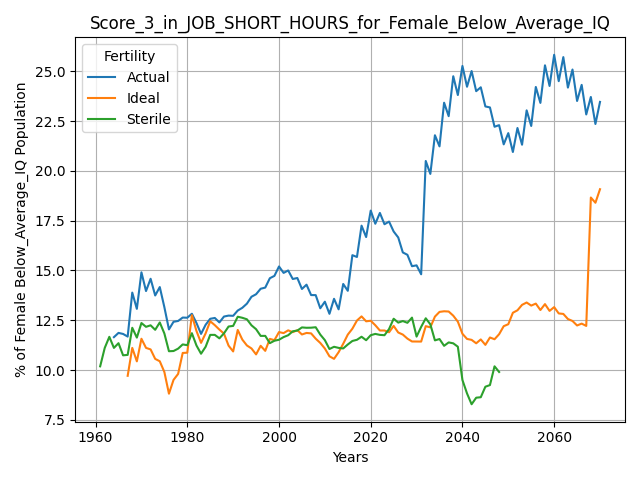 Score_3_in_JOB_SHORT_HOURS_for_Female_Below_Average_IQ
% of Female Below_Average_IQ Population
Fertility
Actual
Ideal
Sterile
25.0
22.5
20.0
17.5
15.0
12.5
10.0
7.5
1960 1980 2000 2020 2040 2060
Years